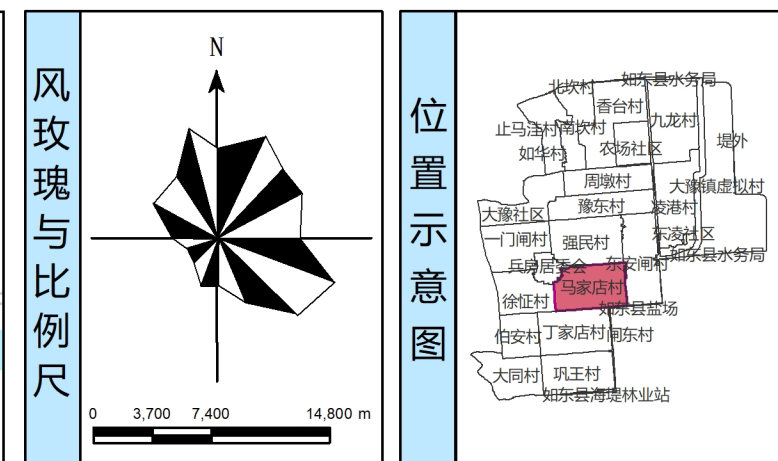 风玫瑰与比例尺
N
0 3,700 7,400 14,800 m
位置示意图
北坎村
如东县水务局
香台村
九龙村
止马洼村
南坎村
堤外
如华村
农场社区
周墩村
大豫镇虚拟村
豫东村
凌港村
大豫社区
东凌社区
门闸村
强民村
如东县水务局
兵房居委会
东安闸村
马家店村
徐怔村
如东县盐场
伯安村
丁家店村
闸东村
大同村
巩王村
如东县海堤林业站